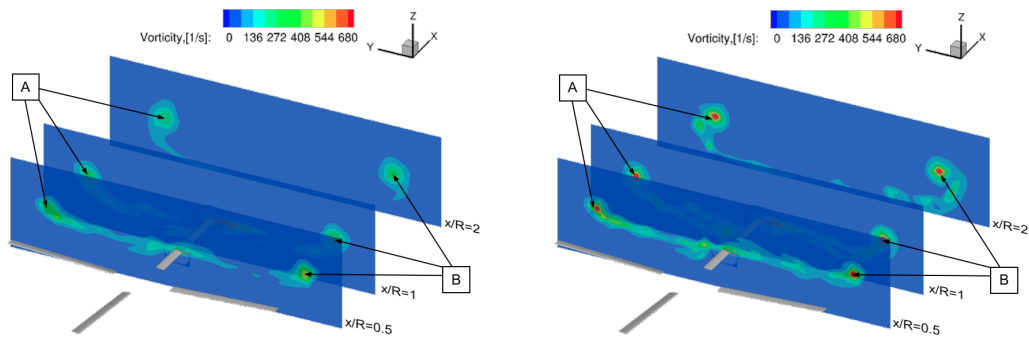 Vorticity,[1/s]: 0 136 272 408 544 680
Z
Y
X
A
B
x/R=2
x/R=1
x/R=0.5
Vorticity,[1/s]: 0 136 272 408 544 680
Z
Y
X
A
B
x/R=2
x/R=1
x/R=0.5